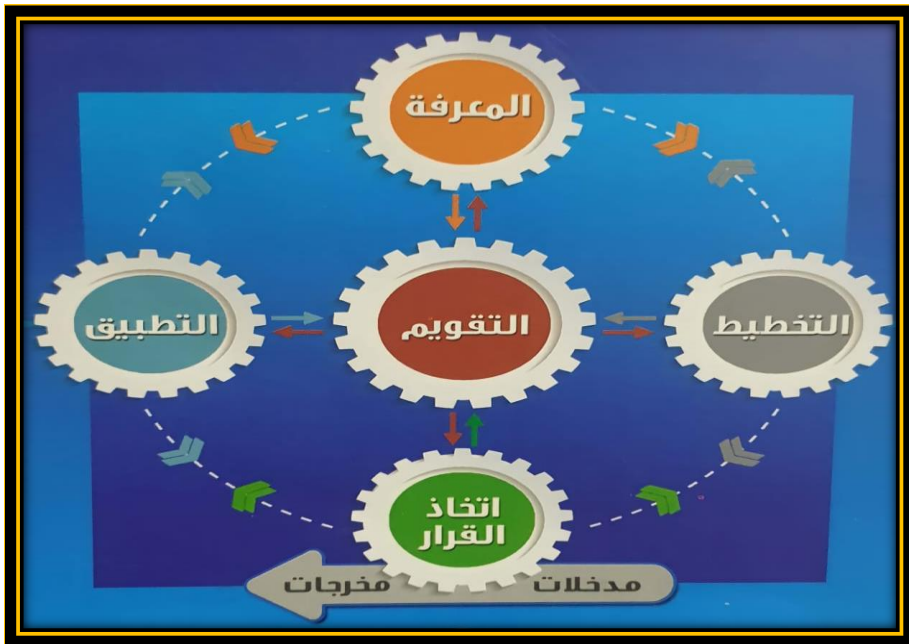 المعرفة
التخطيط
التقويم
التطبيق
اتخاذ
القرار
مدخلات
مخرجات